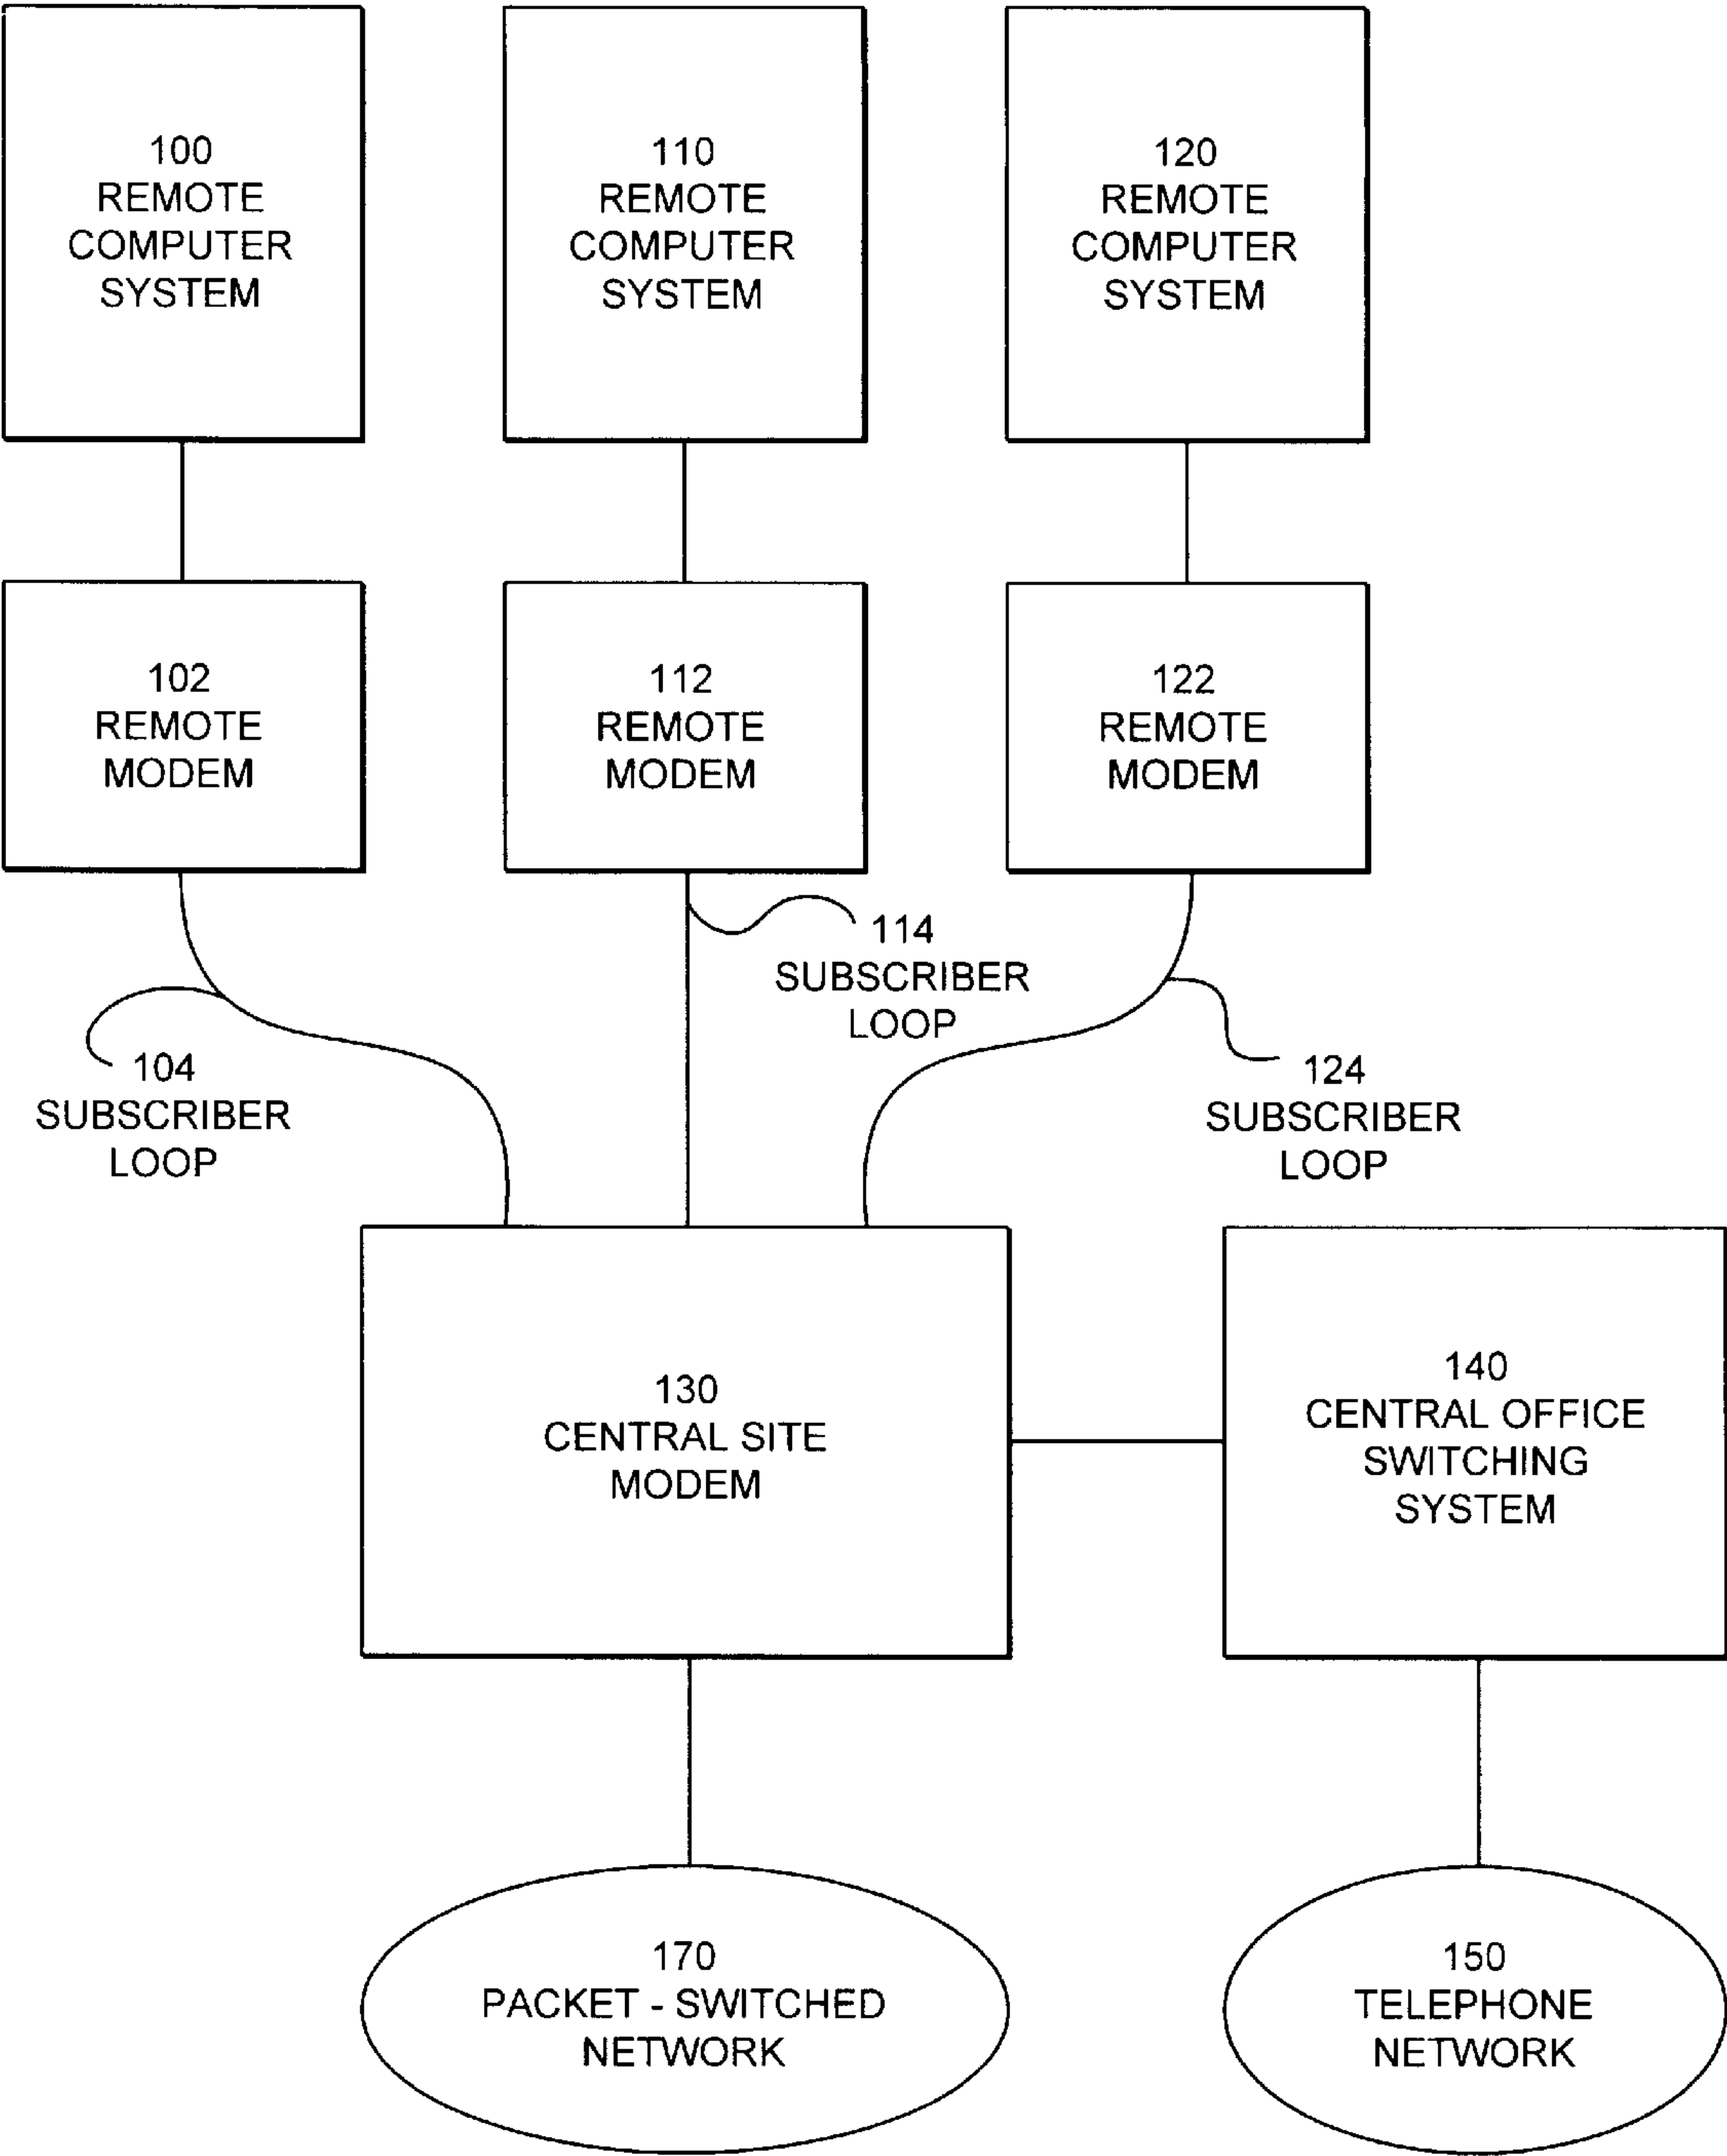 100
REMOTE
COMPUTER
SYSTEM
110
REMOTE
COMPUTER
SYSTEM
120
REMOTE
COMPUTER
SYSTEM
102
REMOTE
MODEM
112
REMOTE
MODEM
122
REMOTE
MODEM
114
SUBSCRIBER
LOOP
104
SUBSCRIBER
LOOP
124
SUBSCRIBER
LOOP
130
CENTRAL SITE
MODEM
140
CENTRAL OFFICE
SWITCHING
SYSTEM
170
PACKET - SWITCHED
NETWORK
150
TELEPHONE
NETWORK